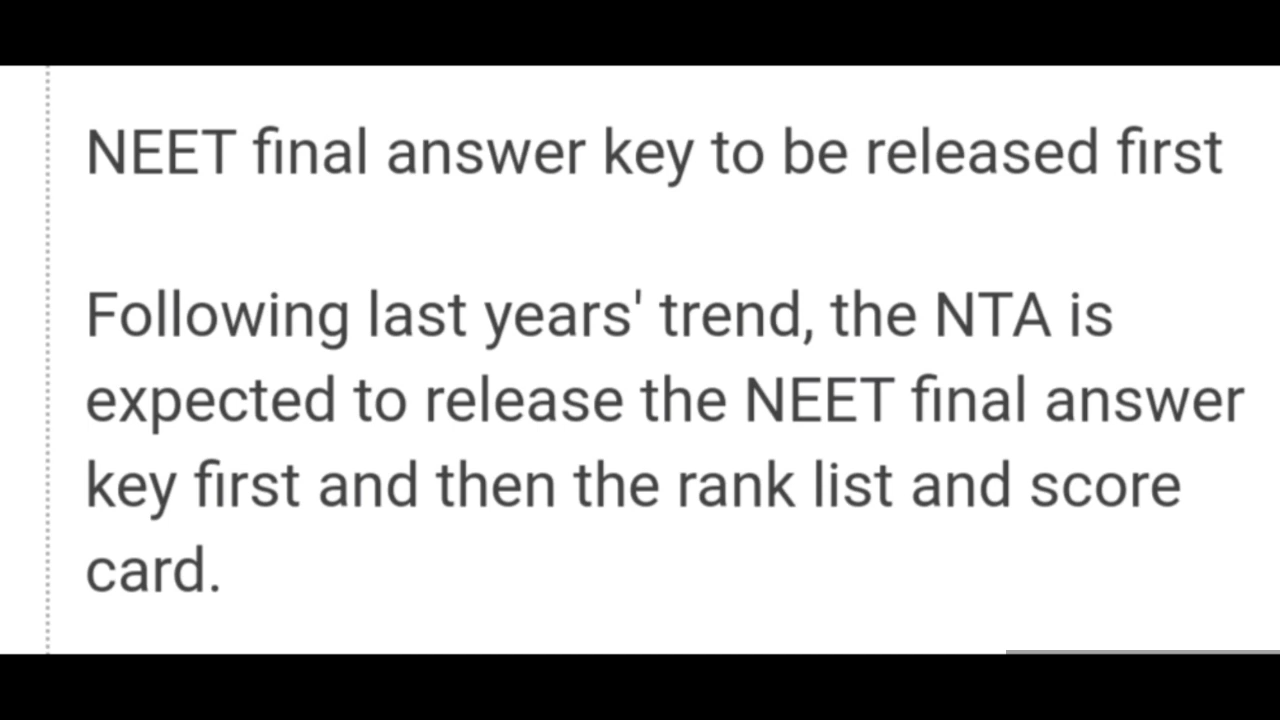 NEET final answer key to be released first
Following last years' trend, the NTA is
expected to release the NEET final answer
key first and then the rank list and score
card.